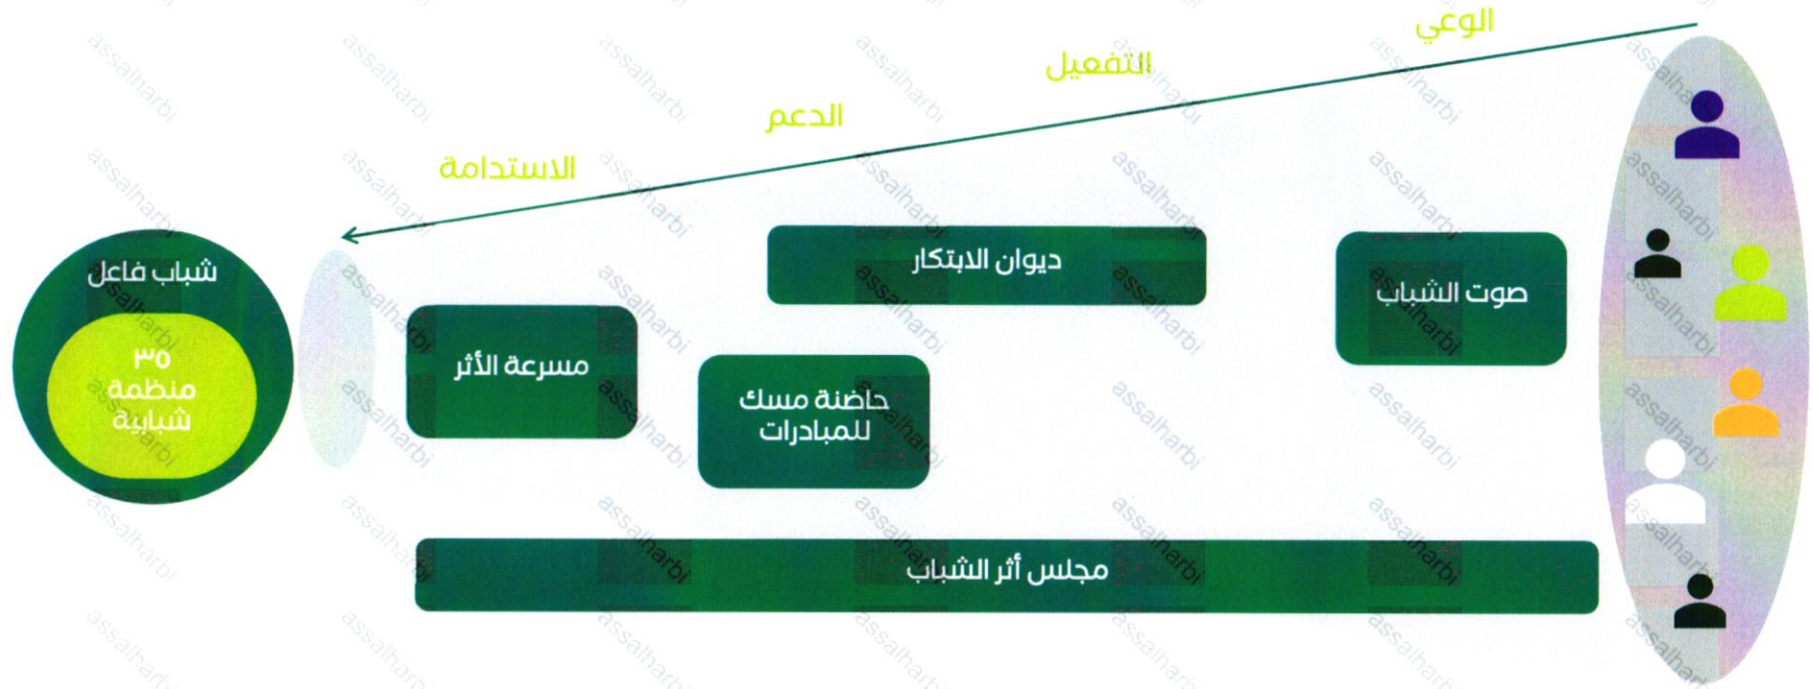 الوعي
التفعيل
الدعم
الاستدامة
صوت الشباب
ديوان الابتكار
حاضنة مسك
للمبادرات
مسرعة الأثر
مجلس أثر الشباب
شباب فاعل
٣٥
منظمة
شبابية
assalharbi